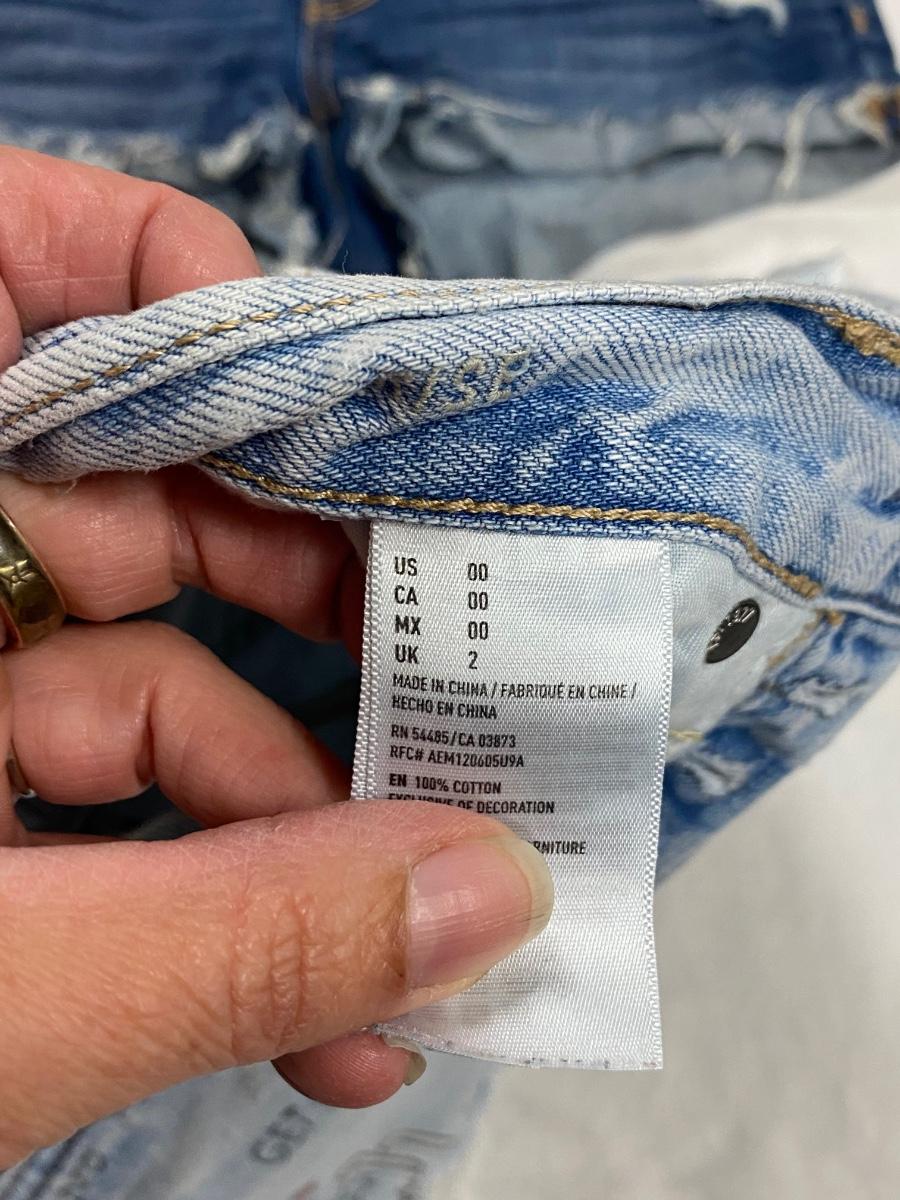 US 00
CA 00
MX 00
UK 2
MADE IN CHINA / FABRIQUÉ EN CHINE /
HECHO EN CHINA
RN 54485/CA 03873
RFC# AEM120605U9A
EN 100% COTTON
EXCLUSIVE OF DECORATION
GET